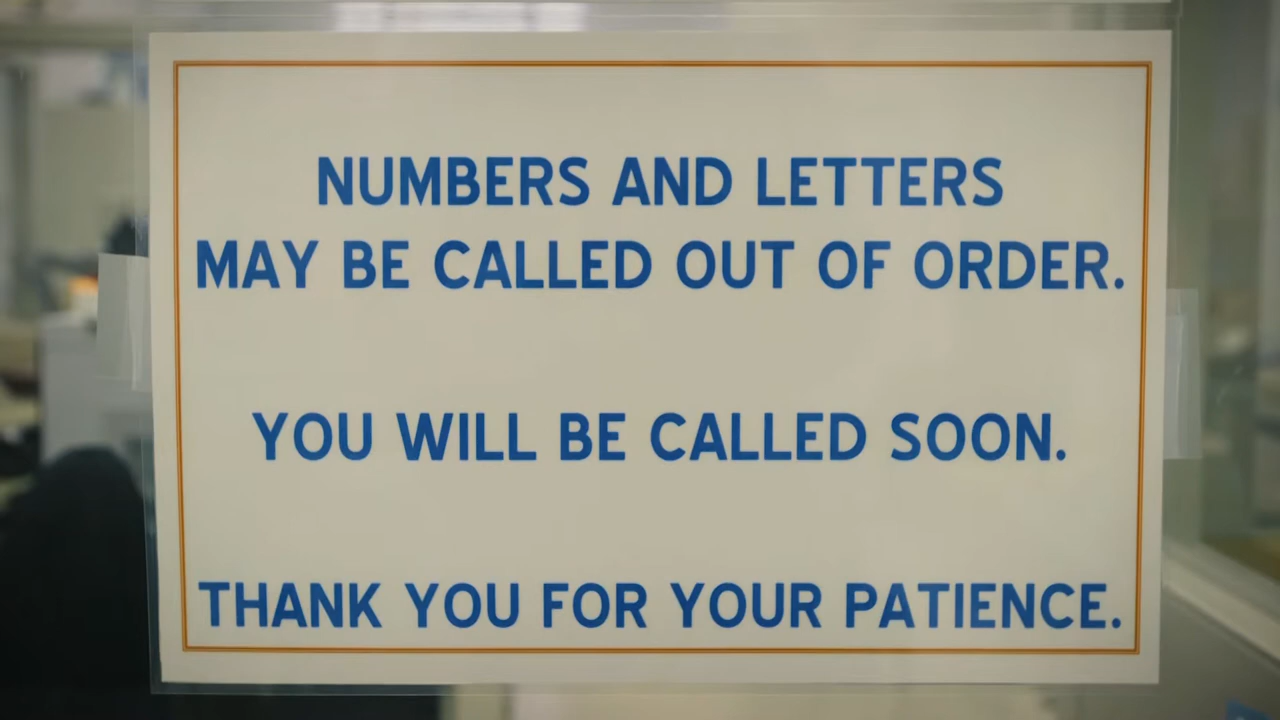 NUMBERS AND LETTERS
MAY BE CALLED OUT OF ORDER.
YOU WILL BE CALLED SOON.
THANK YOU FOR YOUR PATIENCE.